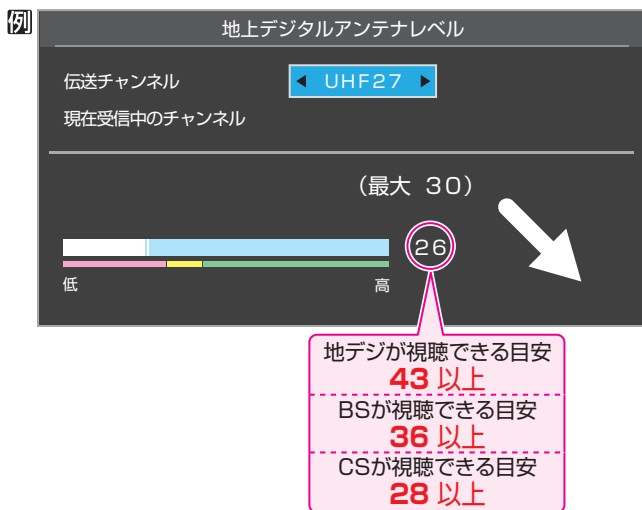 例
地上デジタルアンテナレベル
伝送チャンネル
◀ UHF27 ▶
現在受信中のチャンネル
(最大 30)
26
低 高
地デジが視聴できる目安
43 以上
BSが視聴できる目安
36 以上
CSが視聴できる目安
28 以上